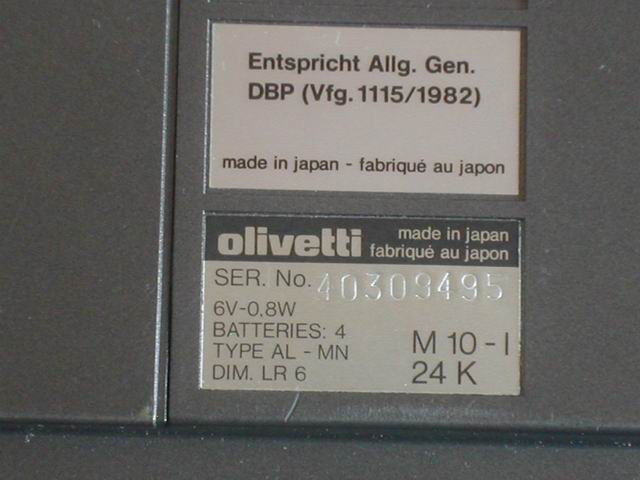 Entspricht Allg. Gen.
DBP (Vfg. 1115/1982)
made in japan - fabriqué au japon
olivetti made in japan
fabriqué au japon
SER. No. 40309495
6V-0,8W
BATTERIES: 4
TYPE AL - MN M 10 - I
DIM. LR 6 24 K